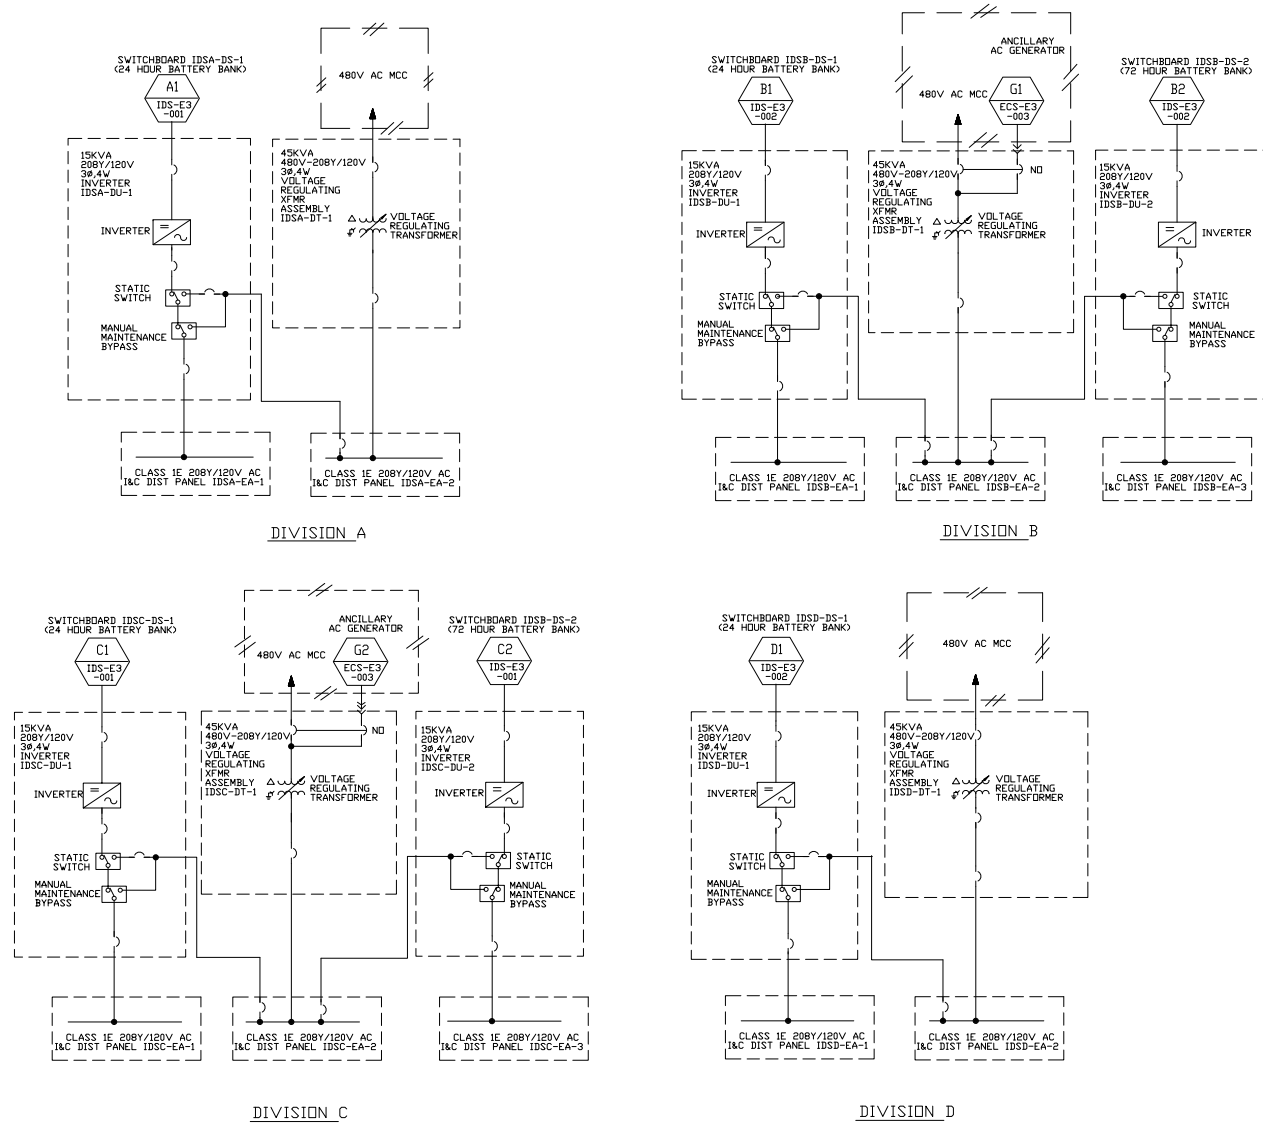 SWITCHBOARD IDSA-DS-1
(24 HOUR BATTERY BANK)
A1
IDS-E3
-001
480V AC MCC
15KVA
208Y/120V
3Ø,4W
INVERTER
IDSA-DU-1
45KVA
480V-208Y/120V
3Ø,4W
VOLTAGE
REGULATING
XFMR
ASSEMBLY
IDSA-DT-1
VOLTAGE
REGULATING
TRANSFORMER
INVERTER
STATIC
SWITCH
MANUAL
MAINTENANCE
BYPASS
CLASS 1E 208Y/120V AC
I&C DIST PANEL IDSA-EA-1
CLASS 1E 208Y/120V AC
I&C DIST PANEL IDSA-EA-2
DIVISION A
SWITCHBOARD IDSB-DS-1
(24 HOUR BATTERY BANK)
B1
IDS-E3
-002
ANCILLARY
AC GENERATOR
480V AC MCC
G1
ECS-E3
-003
SWITCHBOARD IDSB-DS-2
(72 HOUR BATTERY BANK)
B2
IDS-E3
-002
15KVA
208Y/120V
3Ø,4W
INVERTER
IDSB-DU-1
45KVA
480V-208Y/120V
3Ø,4W
VOLTAGE
REGULATING
XFMR
ASSEMBLY
IDSB-DT-1
NO
VOLTAGE
REGULATING
TRANSFORMER
15KVA
208Y/120V
3Ø,4W
INVERTER
IDSB-DU-2
INVERTER
INVERTER
STATIC
SWITCH
STATIC
SWITCH
MANUAL
MAINTENANCE
BYPASS
MANUAL
MAINTENANCE
BYPASS
CLASS 1E 208Y/120V AC
I&C DIST PANEL IDSB-EA-1
CLASS 1E 208Y/120V AC
I&C DIST PANEL IDSB-EA-2
CLASS 1E 208Y/120V AC
I&C DIST PANEL IDSB-EA-3
DIVISION B
SWITCHBOARD IDSC-DS-1
(24 HOUR BATTERY BANK)
C1
IDS-E3
-001
ANCILLARY
AC GENERATOR
480V AC MCC
G2
ECS-E3
-003
SWITCHBOARD IDSB-DS-2
(72 HOUR BATTERY BANK)
C2
IDS-E3
-001
15KVA
208Y/120V
3Ø,4W
INVERTER
IDSC-DU-1
45KVA
480V-208Y/120V
3Ø,4W
VOLTAGE
REGULATING
XFMR
ASSEMBLY
IDSC-DT-1
NO
VOLTAGE
REGULATING
TRANSFORMER
15KVA
208Y/120V
3Ø,4W
INVERTER
IDSC-DU-2
INVERTER
INVERTER
STATIC
SWITCH
STATIC
SWITCH
MANUAL
MAINTENANCE
BYPASS
MANUAL
MAINTENANCE
BYPASS
CLASS 1E 208Y/120V AC
I&C DIST PANEL IDSC-EA-1
CLASS 1E 208Y/120V AC
I&C DIST PANEL IDSC-EA-2
CLASS 1E 208Y/120V AC
I&C DIST PANEL IDSC-EA-3
DIVISION C
SWITCHBOARD IDSD-DS-1
(24 HOUR BATTERY BANK)
D1
IDS-E3
-002
480V AC MCC
15KVA
208Y/120V
3Ø,4W
INVERTER
IDSD-DU-1
45KVA
480V-208Y/120V
3Ø,4W
VOLTAGE
REGULATING
XFMR
ASSEMBLY
IDSD-DT-1
VOLTAGE
REGULATING
TRANSFORMER
INVERTER
STATIC
SWITCH
MANUAL
MAINTENANCE
BYPASS
CLASS 1E 208Y/120V AC
I&C DIST PANEL IDSD-EA-1
CLASS 1E 208Y/120V AC
I&C DIST PANEL IDSD-EA-2
DIVISION D